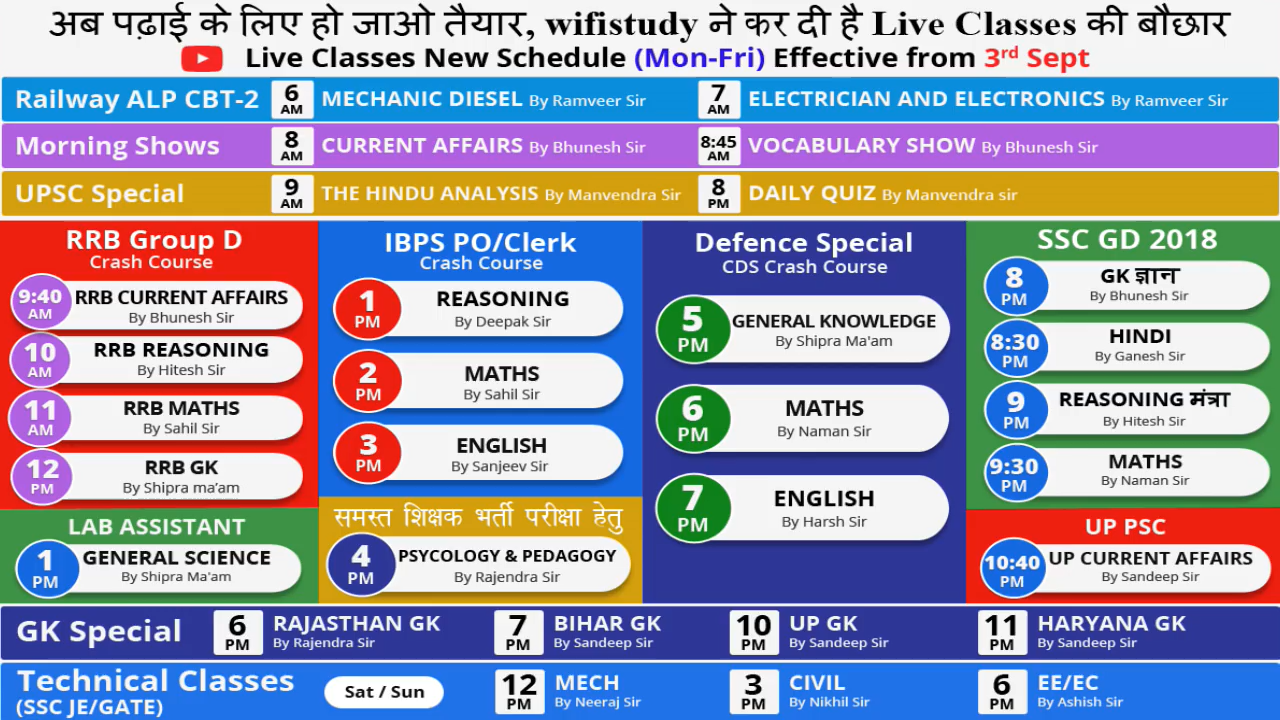 अब पढ़ाई के लिए हो जाओ तैयार, wifistudy ने कर दी है Live Classes की बौछार
Live Classes New Schedule (Mon-Fri) Effective from 3rd Sept
Railway ALP CBT-2 6 AM MECHANIC DIESEL By Ramveer Sir 7 AM ELECTRICIAN AND ELECTRONICS By Ramveer Sir
Morning Shows 8 AM CURRENT AFFAIRS By Bhunesh Sir 8:45 AM VOCABULARY SHOW By Bhunesh Sir
UPSC Special 9 AM THE HINDU ANALYSIS By Manvendra Sir 8 PM DAILY QUIZ By Manvendra sir
RRB Group D
Crash Course
9:40 AM RRB CURRENT AFFAIRS
By Bhunesh Sir
10 AM RRB REASONING
By Hitesh Sir
11 AM RRB MATHS
By Sahil Sir
12 PM RRB GK
By Shipra ma'am
LAB ASSISTANT
1 PM GENERAL SCIENCE
By Shipra Ma'am
IBPS PO/Clerk
Crash Course
1 PM REASONING
By Deepak Sir
2 PM MATHS
By Sahil Sir
3 PM ENGLISH
By Sanjeev Sir
समस्त शिक्षक भर्ती परीक्षा हेतु
4 PM PSYCOLOGY & PEDAGOGY
By Rajendra Sir
Defence Special
CDS Crash Course
5 PM GENERAL KNOWLEDGE
By Shipra Ma'am
6 PM MATHS
By Naman Sir
7 PM ENGLISH
By Harsh Sir
SSC GD 2018
8 PM GK ज्ञान
By Bhunesh Sir
8:30 PM HINDI
By Ganesh Sir
9 PM REASONING मंत्रा
By Hitesh Sir
9:30 PM MATHS
By Naman Sir
UP PSC
10:40 PM UP CURRENT AFFAIRS
By Sandeep Sir
GK Special
6 PM RAJASTHAN GK
By Rajendra Sir
7 PM BIHAR GK
By Sandeep Sir
10 PM UP GK
By Sandeep Sir
11 PM HARYANA GK
By Sandeep Sir
Technical Classes
(SSC JE/GATE)
Sat / Sun
12 PM MECH
By Neeraj Sir
3 PM CIVIL
By Nikhil Sir
6 PM EE/EC
By Ashish Sir